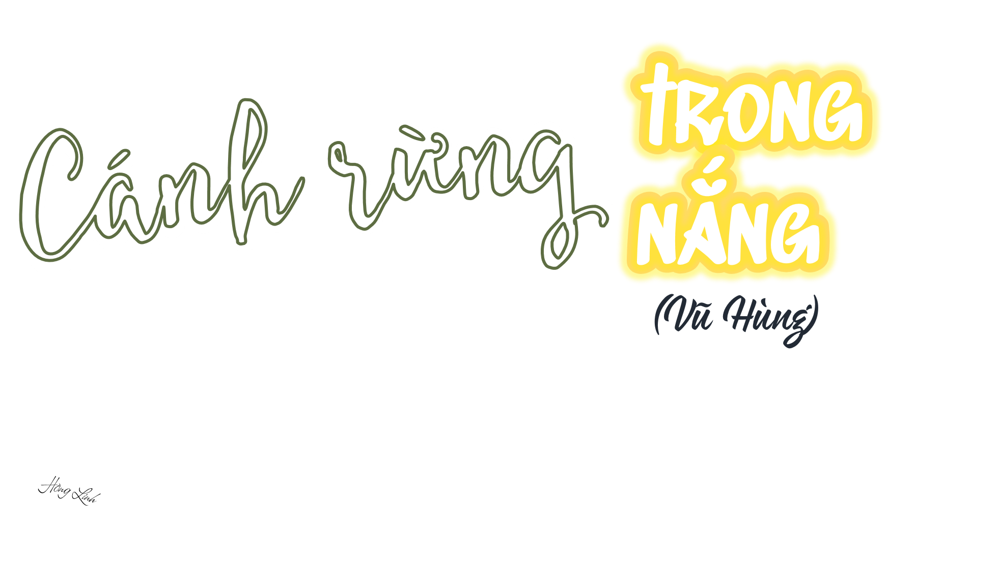 Cánh rừng
TRONG
NẮNG
(Vũ Hùng)
Hồng Linh